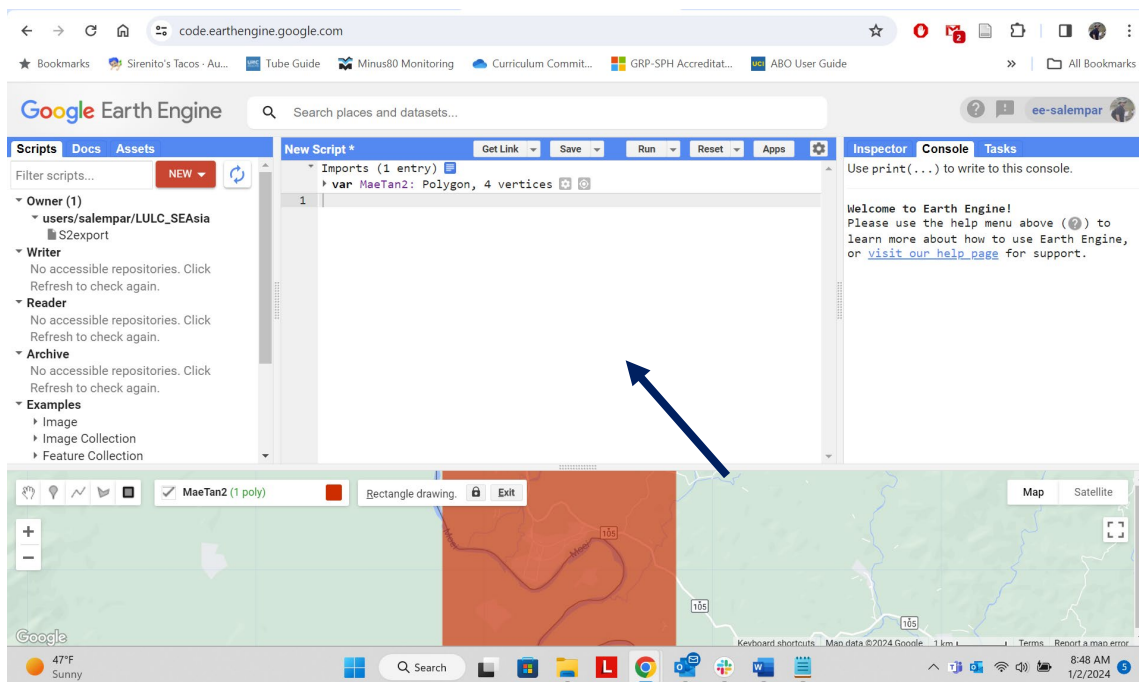 code.earthengine.google.com
2
Bookmarks
Sirenito's Tacos · Au...
Tube Guide
Minus80 Monitoring
Curriculum Commit...
GRP-SPH Accreditat...
UCI
ABO User Guide
»
All Bookmarks
Google Earth Engine
Search places and datasets...
ee-salempar
Scripts Docs Assets
New Script *
Get Link
Save
Run
Reset
Apps
Inspector Console Tasks
Filter scripts...
NEW
Imports (1 entry)
var MaeTan2: Polygon, 4 vertices
1
Use print(...) to write to this console.
Owner (1)
users/salempar/LULC_SEAsia
S2export
Writer
No accessible repositories. Click
Refresh to check again.
Reader
No accessible repositories. Click
Refresh to check again.
Archive
No accessible repositories. Click
Refresh to check again.
Examples
Image
Image Collection
Feature Collection
Welcome to Earth Engine!
Please use the help menu above (?) to
learn more about how to use Earth Engine,
or visit our help page for support.
MaeTan2 (1 poly)
Rectangle drawing.
Exit
Map
Satellite
+
−
Moei
Moei
105
105
105
Google
Keyboard shortcuts
Map data ©2024 Google
1 km
Terms
Report a map error
47°F
Sunny
Search
L
8:48 AM
1/2/2024
5